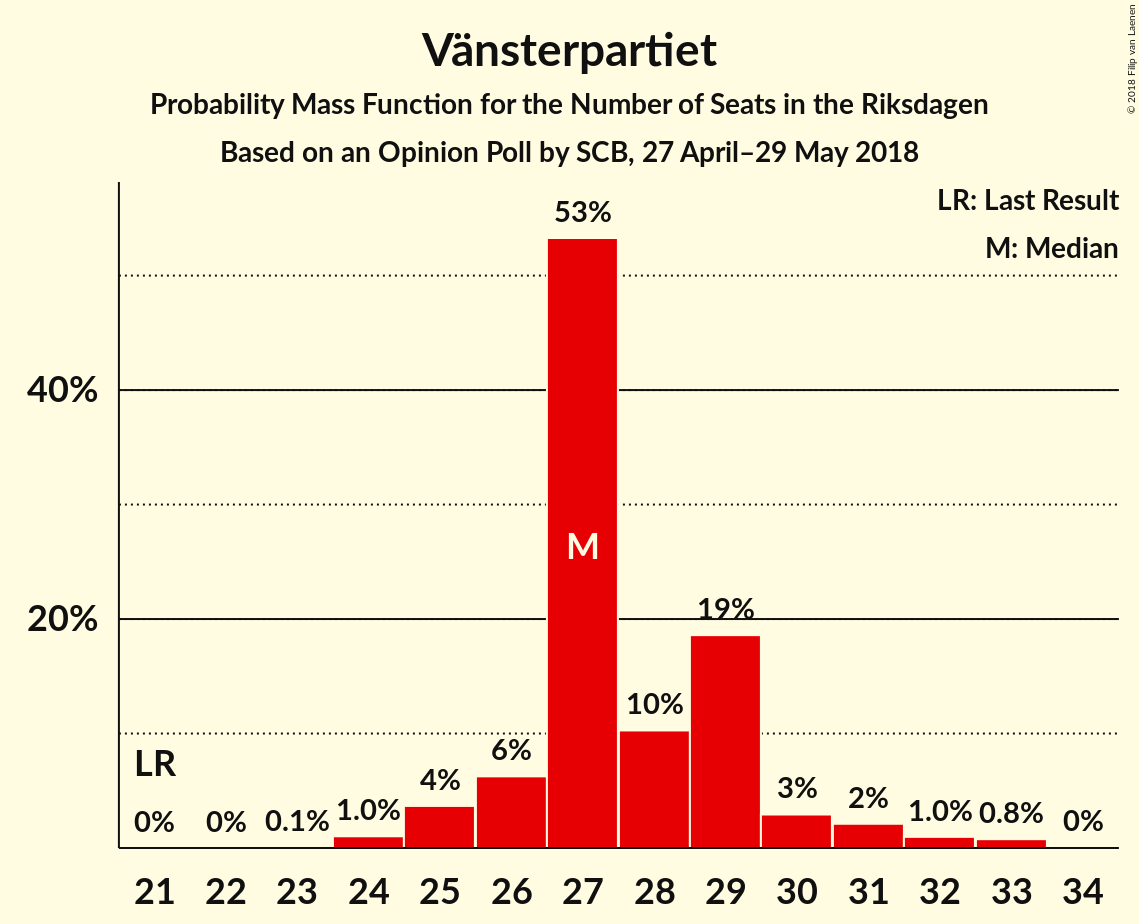 Vänsterpartiet
Probability Mass Function for the Number of Seats in the Riksdagen
Based on an Opinion Poll by SCB, 27 April–29 May 2018
© 2018 Filip van Laenen
LR: Last Result
M: Median
53%
40%
M
20%
19%
10%
LR
6%
4%
3%
2%
0% 0% 0.1% 1.0% 1.0% 0.8% 0%
21 22 23 24 25 26 27 28 29 30 31 32 33 34